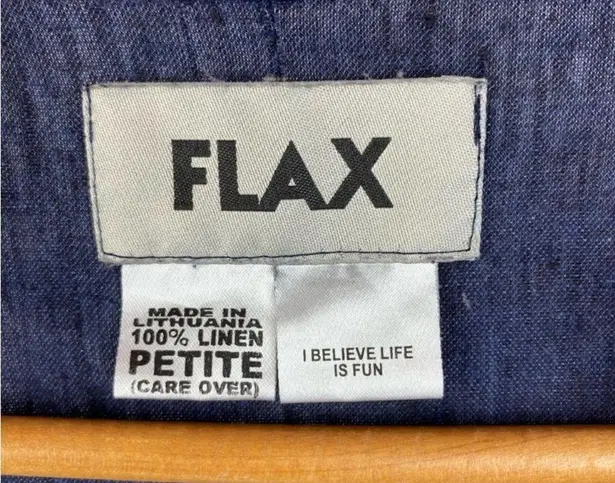 FLAX
MADE IN
LITHUANIA
100% LINEN
PETITE
(CARE OVER)
I BELIEVE LIFE
IS FUN